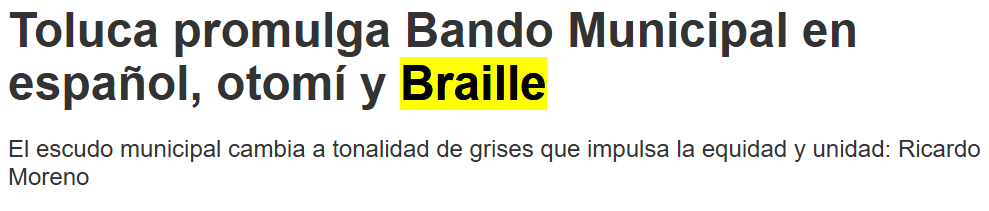 Toluca promulga Bando Municipal en
español, otomí y Braille
El escudo municipal cambia a tonalidad de grises que impulsa la equidad y unidad: Ricardo
Moreno